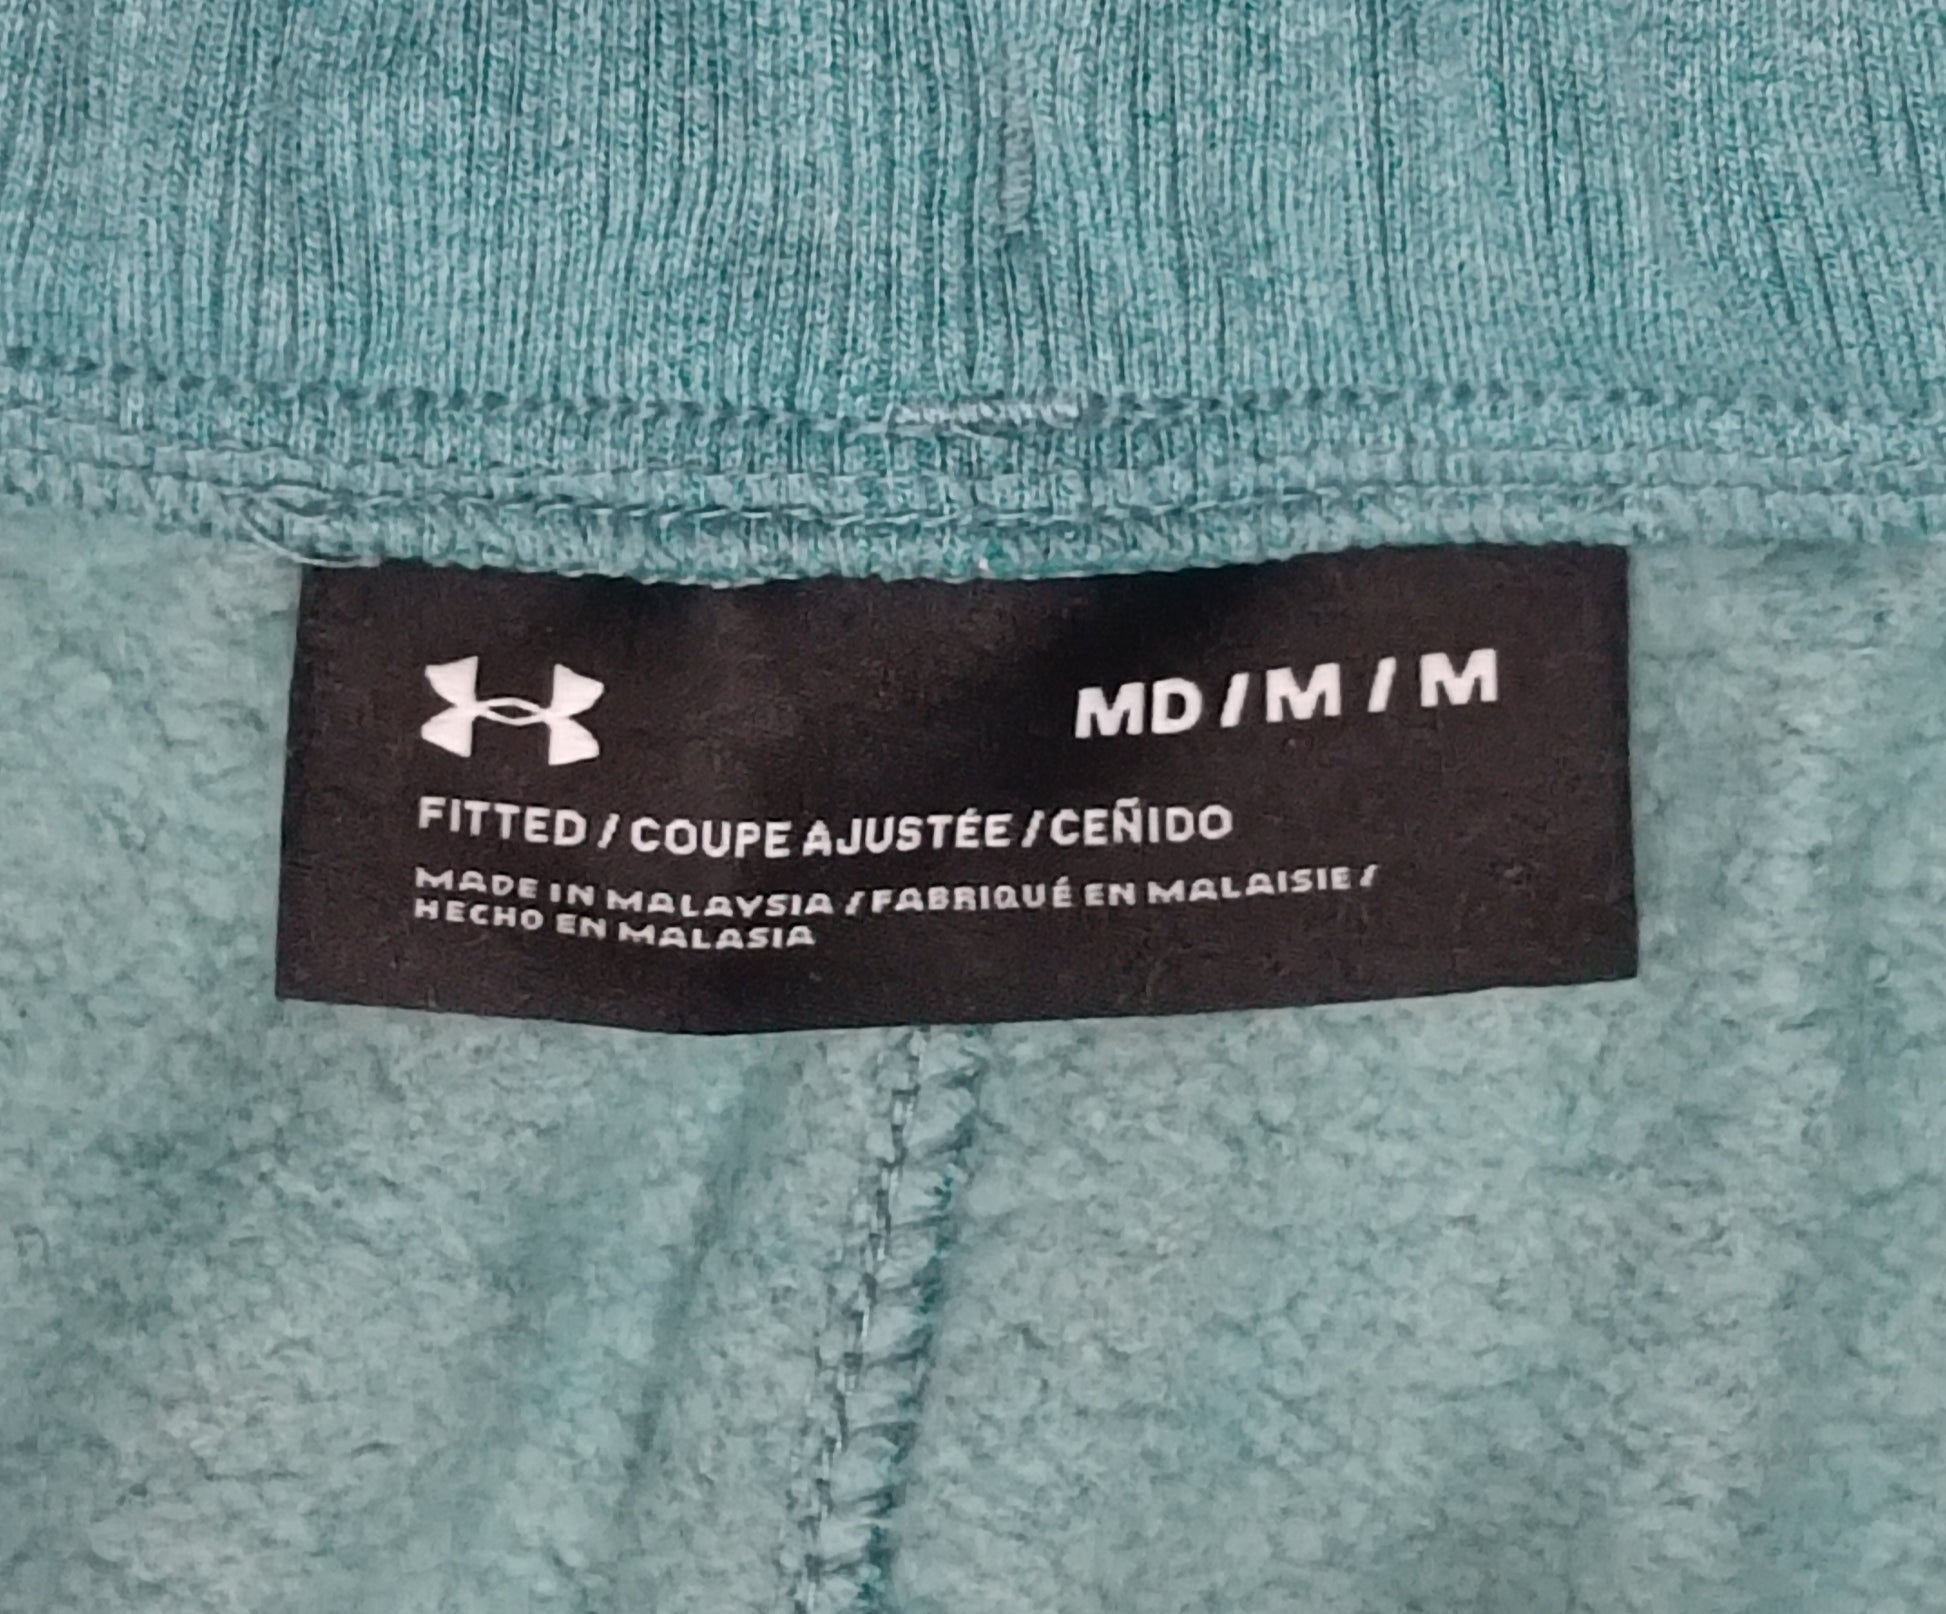 MD / M / M
FITTED / COUPE AJUSTÉE / CEÑIDO
MADE IN MALAYSIA / FABRIQUÉ EN MALAISIE /
HECHO EN MALASIA